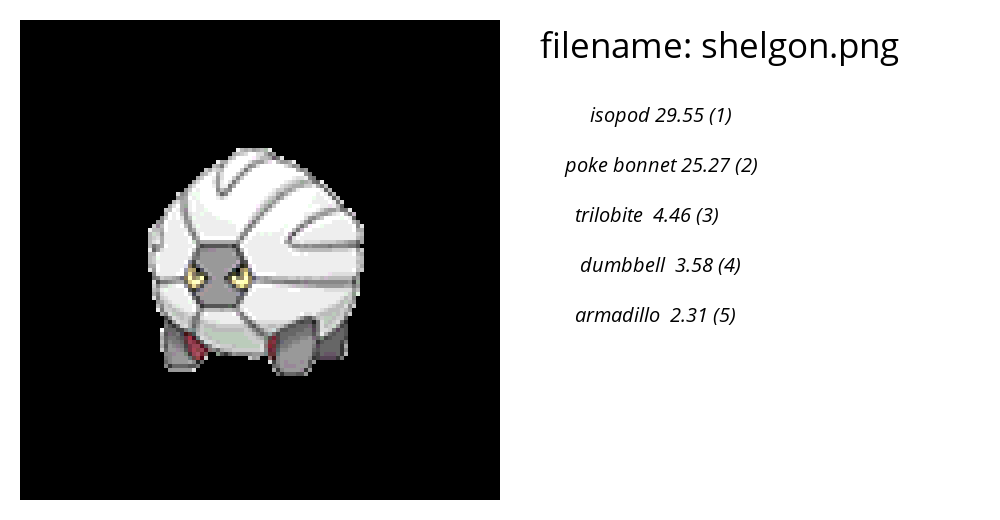 filename: shelgon.png
isopod 29.55 (1)
poke bonnet 25.27 (2)
trilobite 4.46 (3)
dumbbell 3.58 (4)
armadillo 2.31 (5)